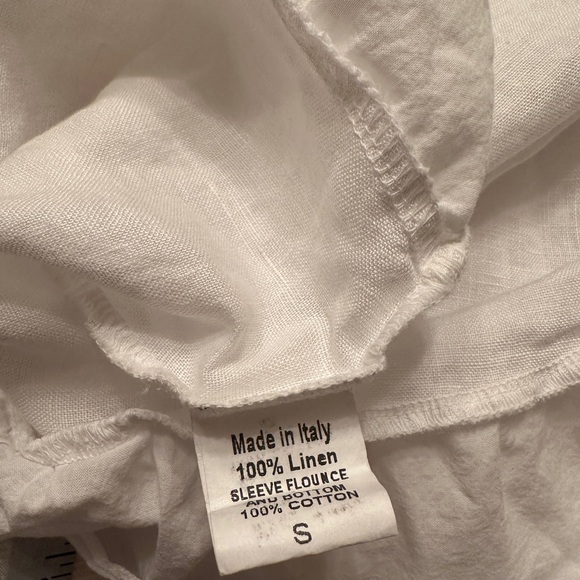 Made in Italy
100% Linen
SLEEVE FLOUNCE
AND BOTTOM
100% COTTON
S